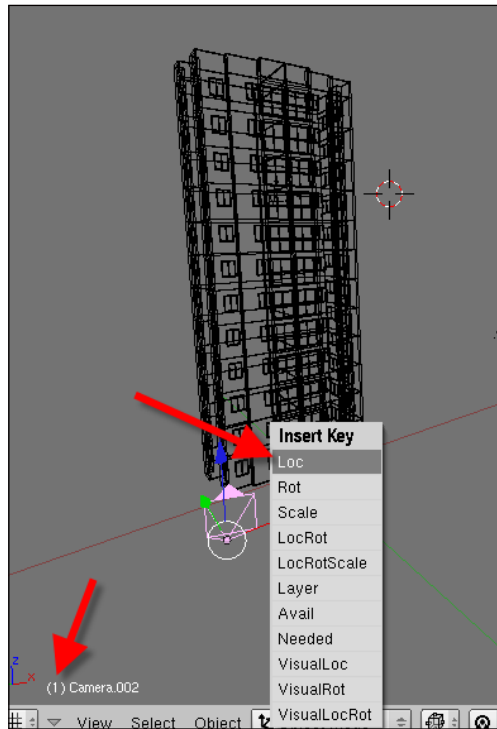 Insert Key
Loc
Rot
Scale
LocRot
LocRotScale
Layer
Avail
Needed
VisualLoc
VisualRot
VisualLocRot
z
x
(1) Camera.002
View Select Object